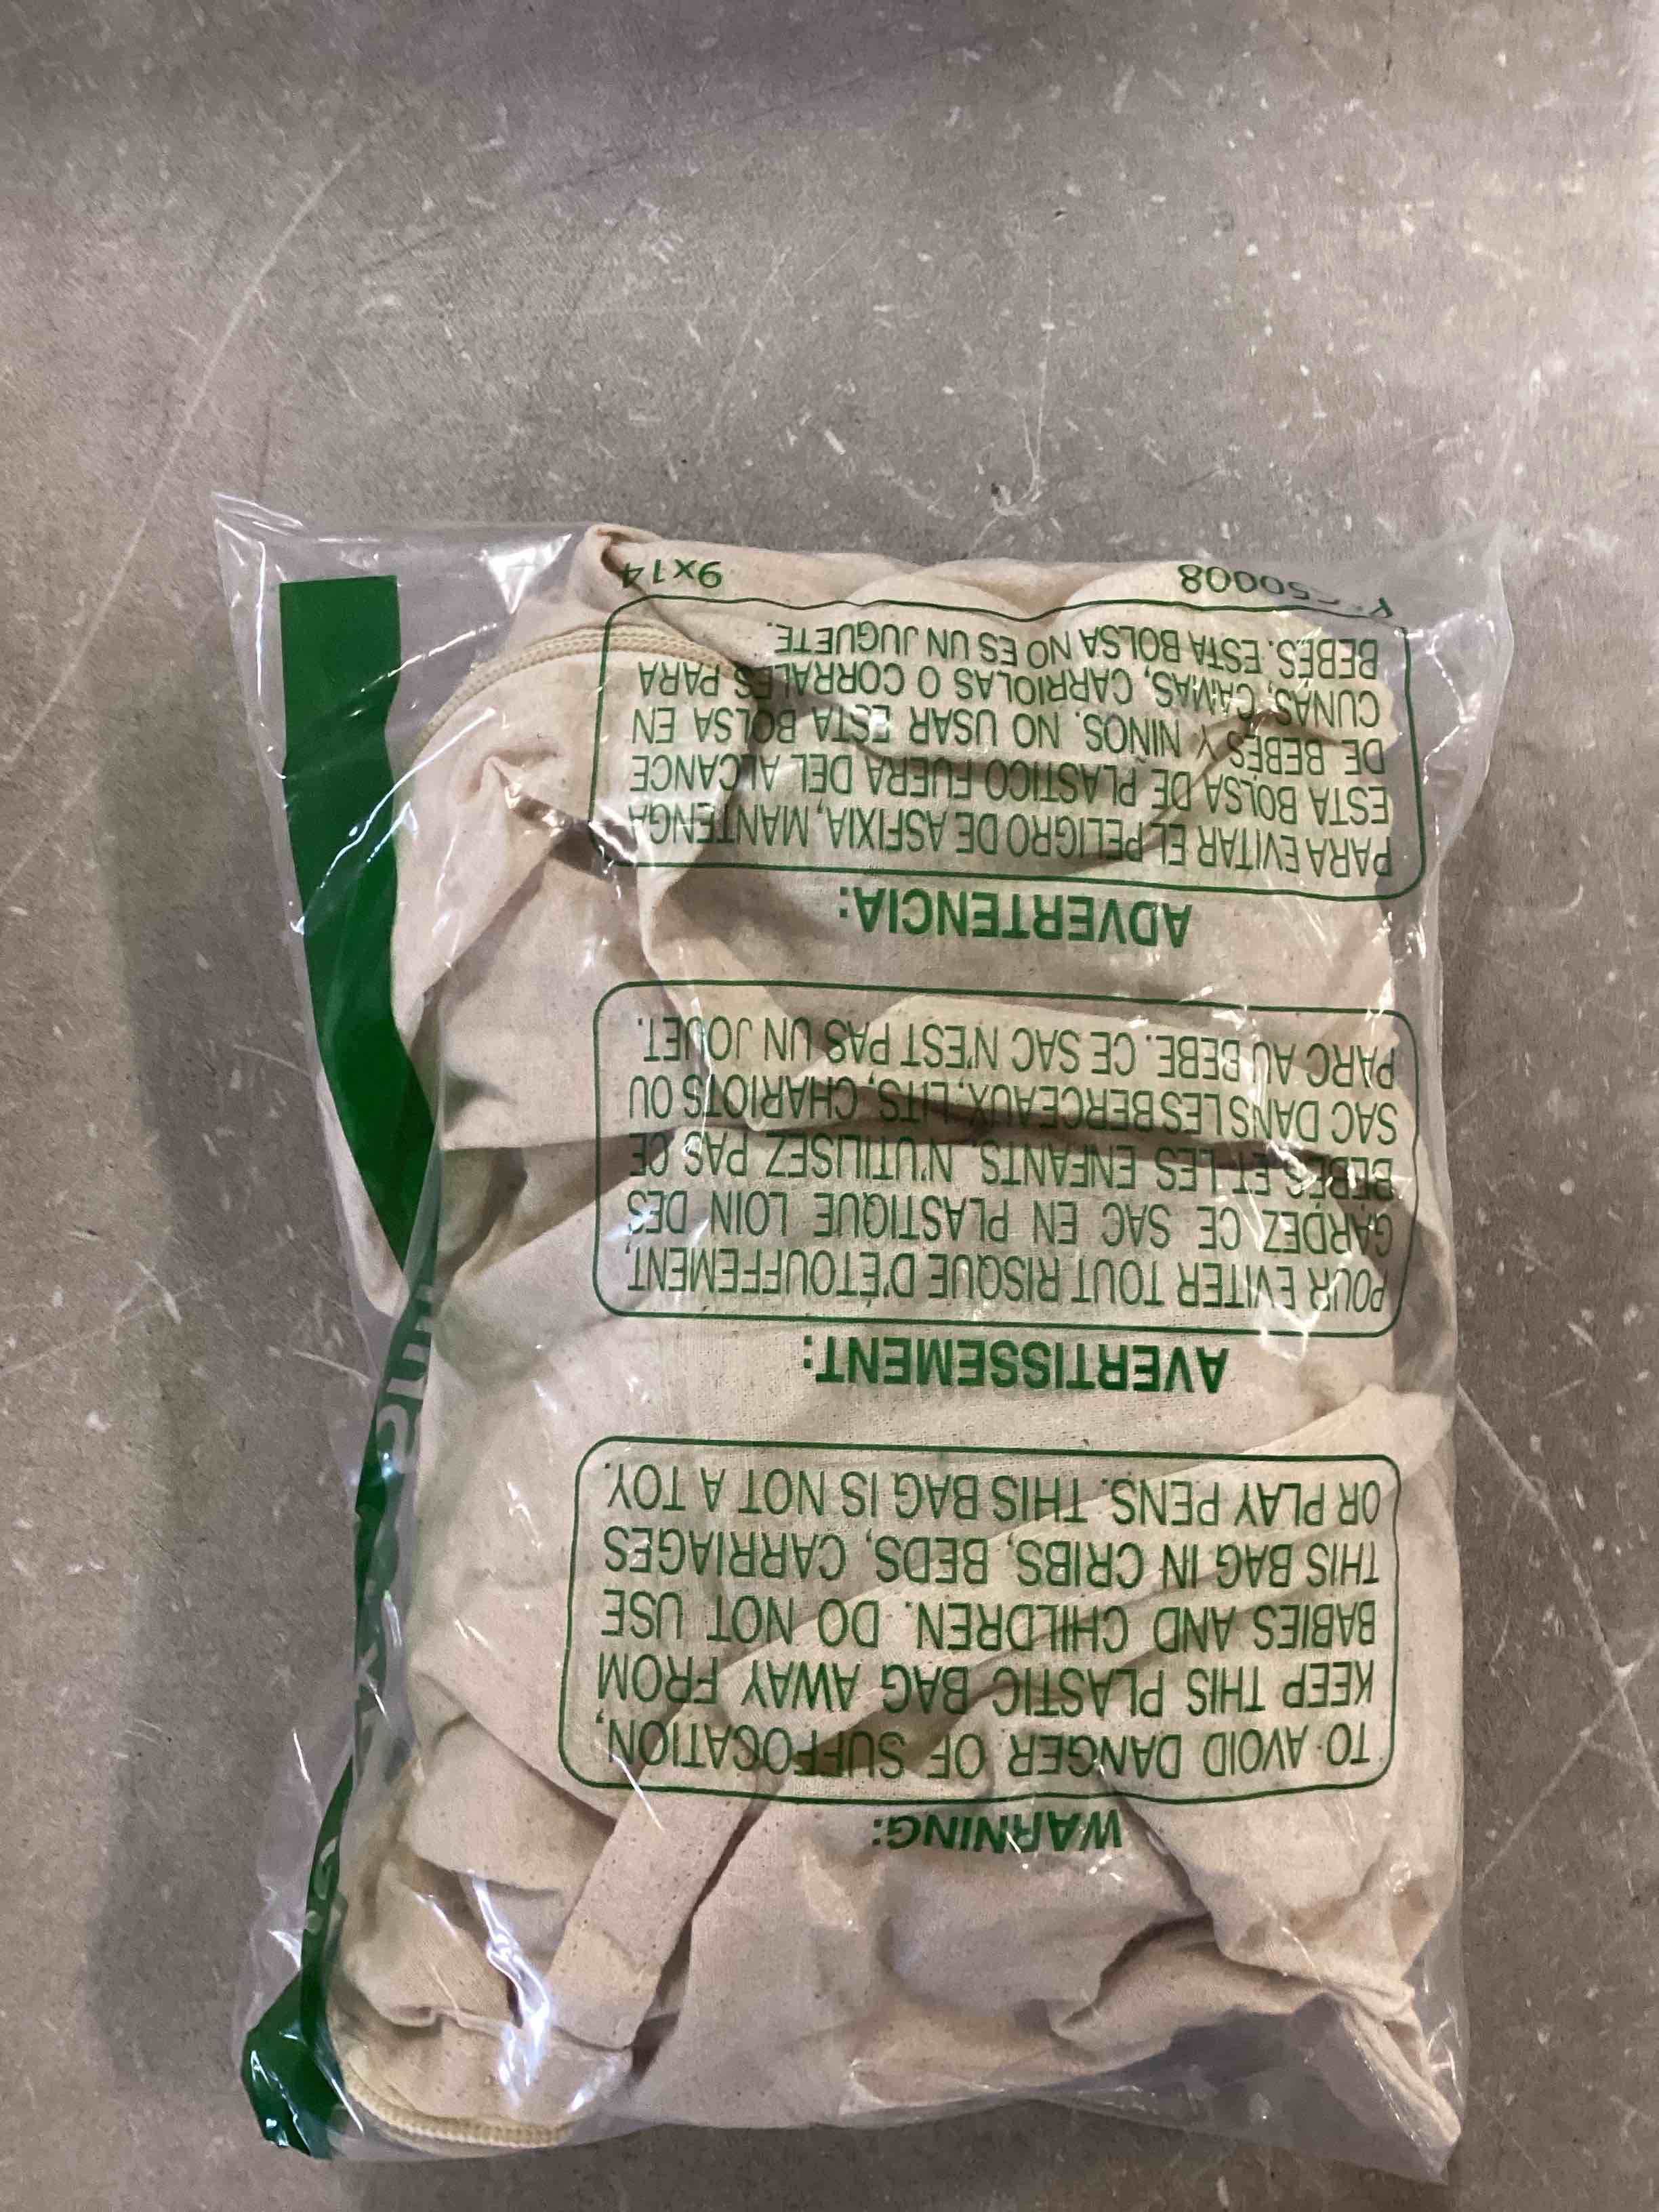 WARNING:
TO AVOID DANGER OF SUFFOCATION,
KEEP THIS PLASTIC BAG AWAY FROM
BABIES AND CHILDREN. DO NOT USE
THIS BAG IN CRIBS, BEDS, CARRIAGES
OR PLAY PENS. THIS BAG IS NOT A TOY.
AVERTISSEMENT:
POUR EVITER TOUT RISQUE D'ÉTOUFFEMENT,
GARDEZ CE SAC EN PLASTIQUE LOIN DES
BEBES ET LES ENFANTS. N'UTILISEZ PAS CE
SAC DANS LES BERCEAUX, LITS, CHARIOTS OU
PARC AU BEBE. CE SAC N'EST PAS UN JOUET.
ADVERTENCIA:
PARA EVITAR EL PELIGRO DE ASFIXIA, MANTENGA
ESTA BOLSA DE PLASTICO FUERA DEL ALCANCE
DE BEBES Y NINOS. NO USAR ESTA BOLSA EN
CUNAS, CAMAS, CARRIOLAS O CORRALES PARA
BEBES. ESTA BOLSA NO ES UN JUGUETE.
9x14